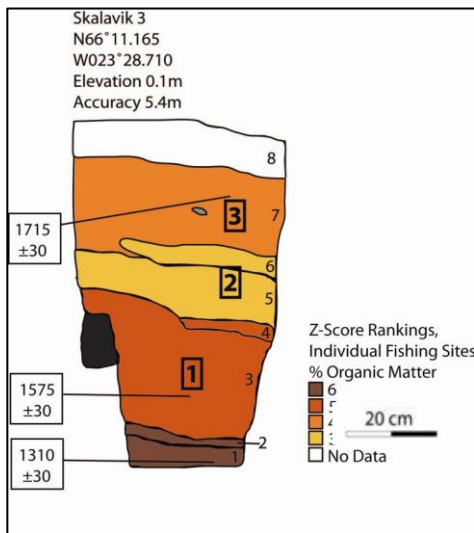 Skalavik 3
N66°11.165
W023°28.710
Elevation 0.1m
Accuracy 5.4m
8
3
7
1715
±30
6
2
5
4
Z-Score Rankings,
Individual Fishing Sites
% Organic Matter
1
3
6
20 cm
1575
±30
2
No Data
1310
±30
1